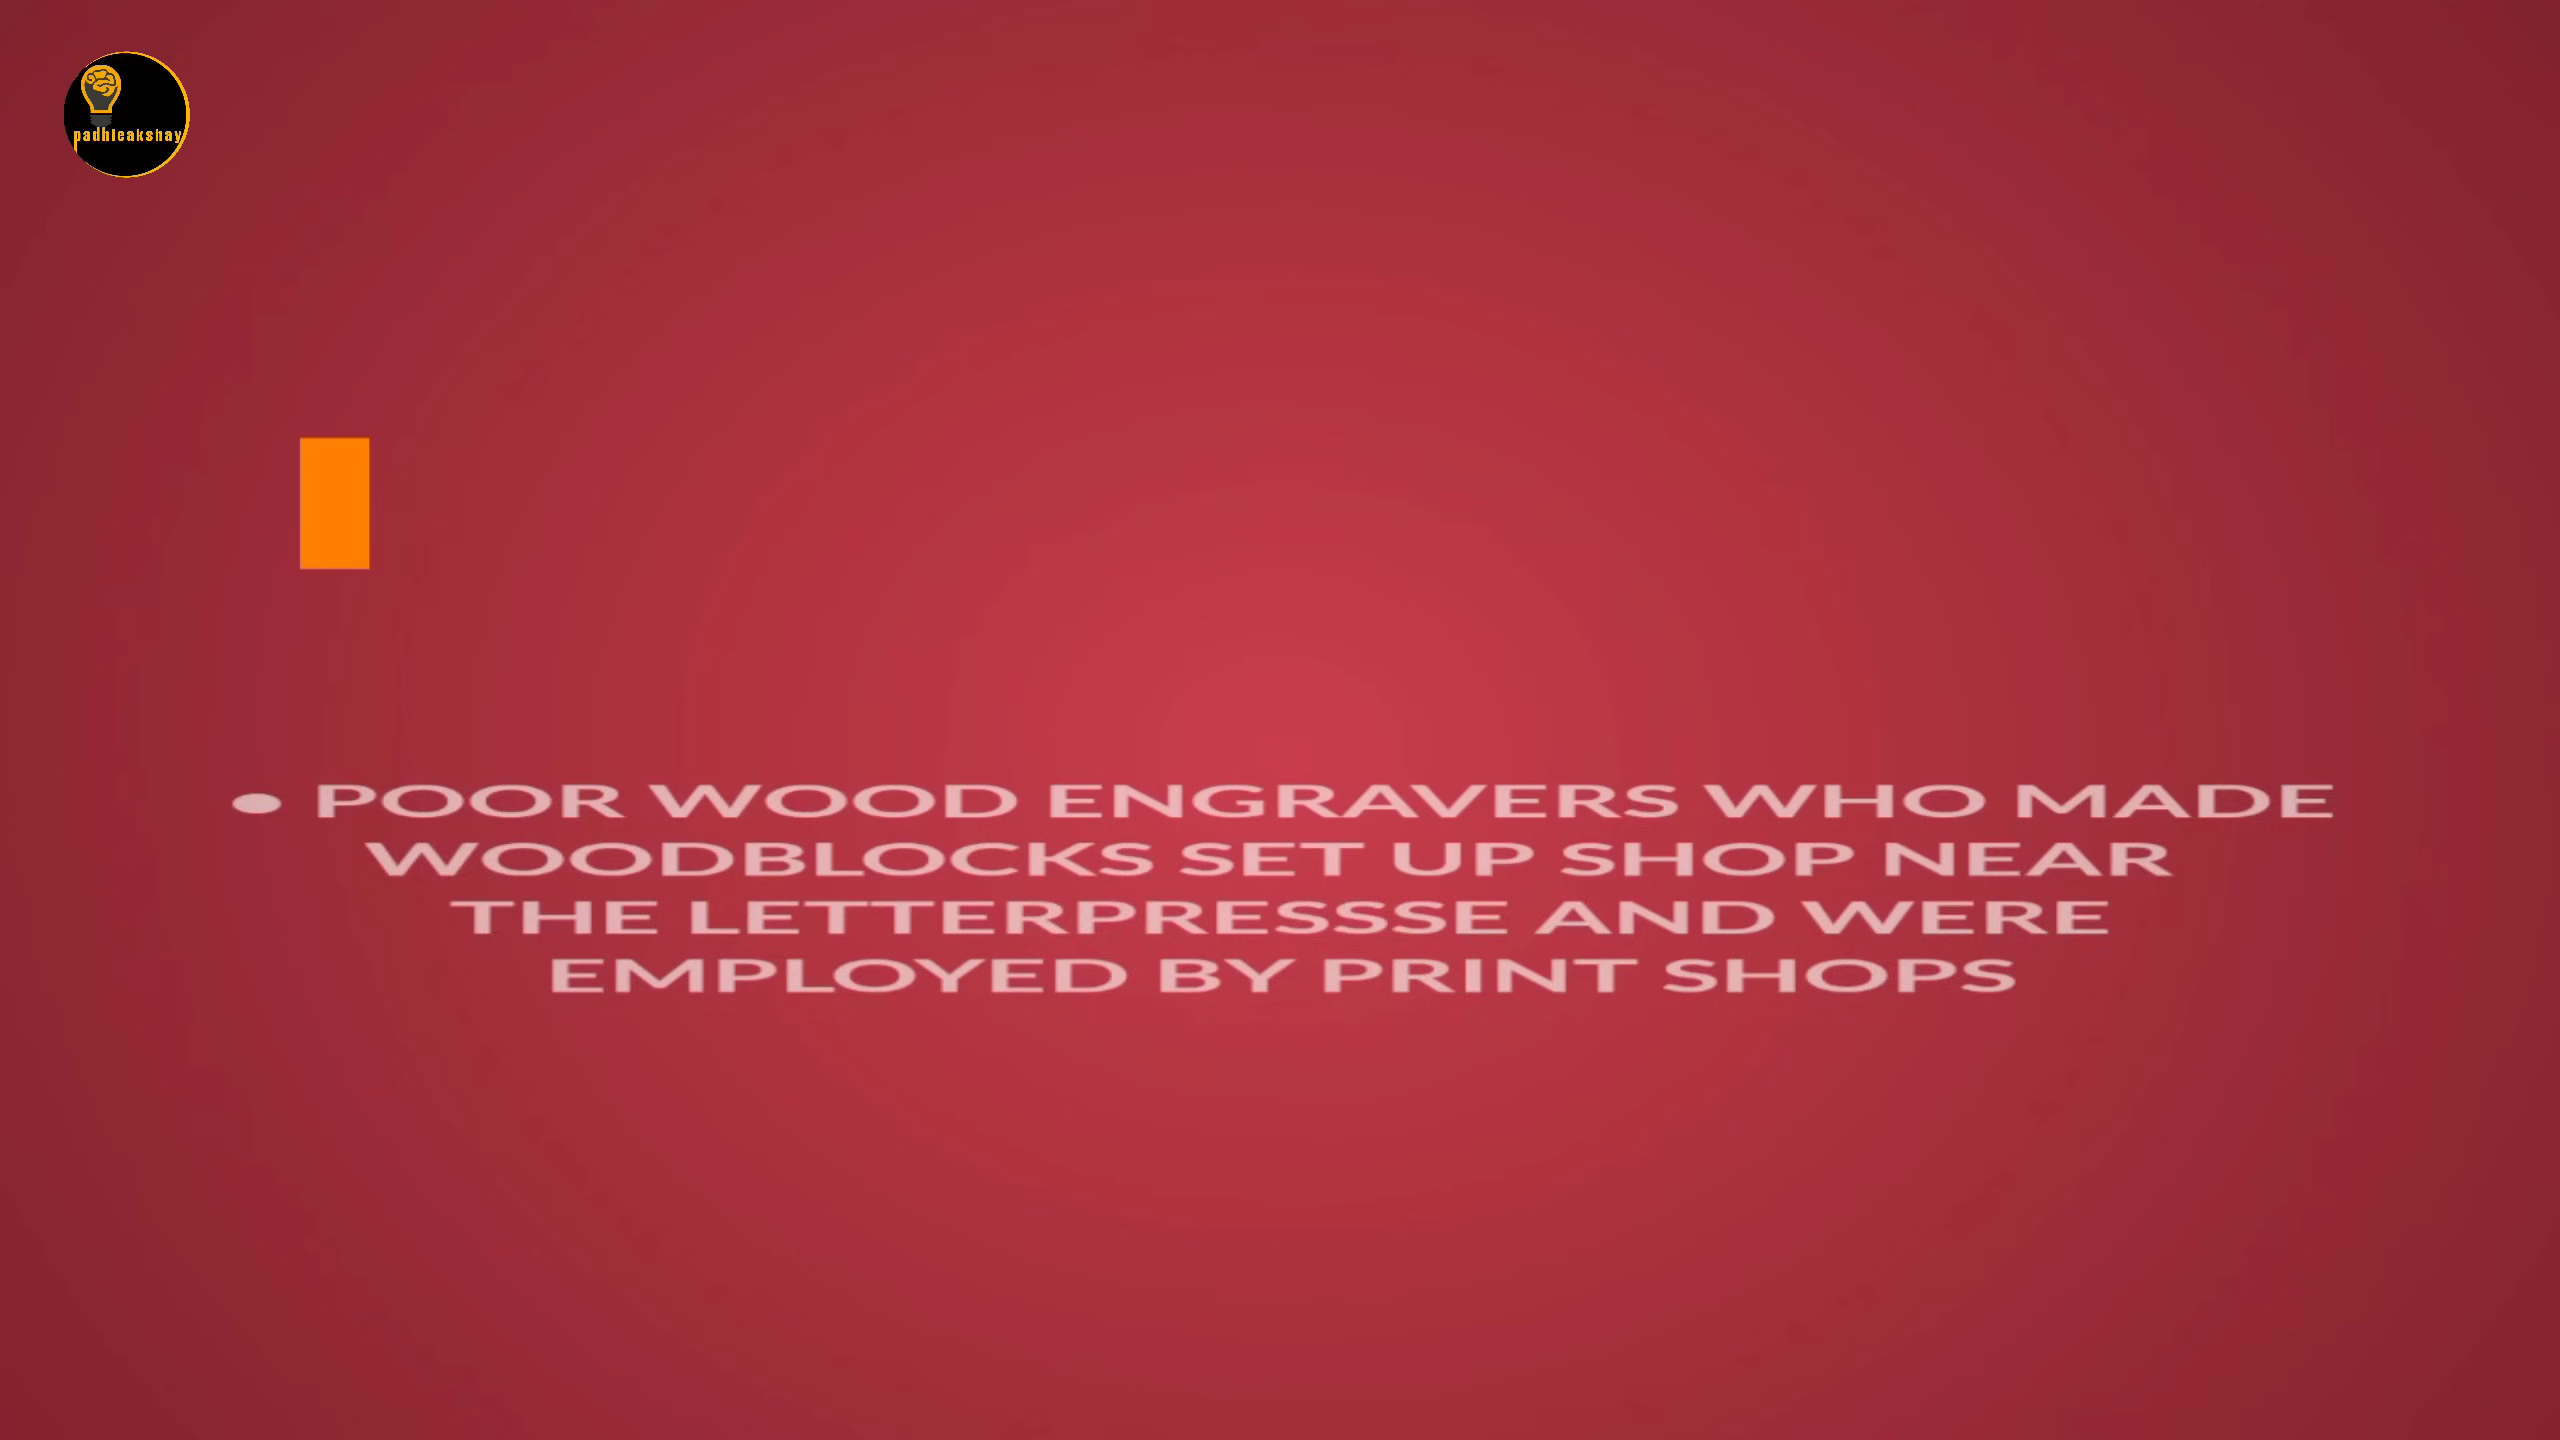 padhleakshay
• POOR WOOD ENGRAVERS WHO MADE
WOODBLOCKS SET UP SHOP NEAR
THE LETTERPRESSSE AND WERE
EMPLOYED BY PRINT SHOPS